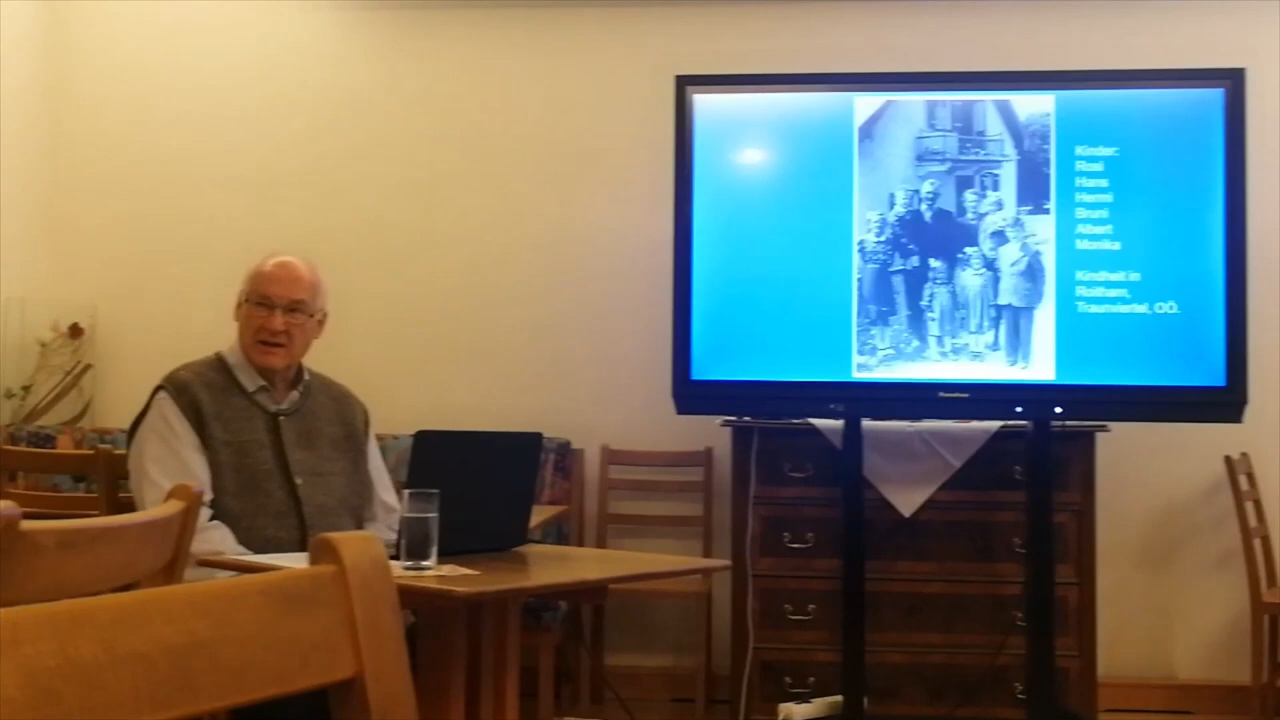 Kinder:
Rosi
Hans
Hermi
Bruni
Albert
Monika
Kindheit in
Roitham,
Traunviertel, OÖ.